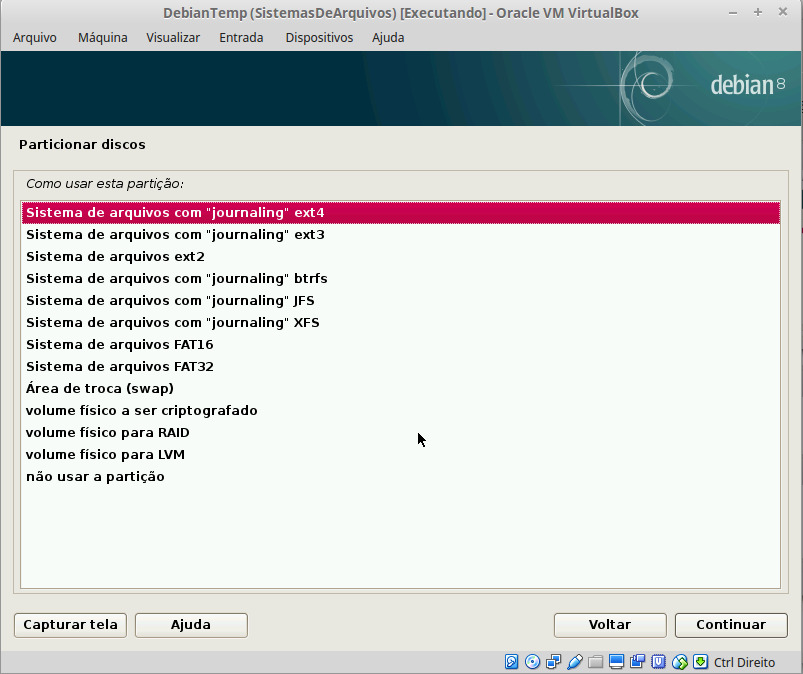 DebianTemp (SistemasDeArquivos) [Executando] - Oracle VM VirtualBox
Arquivo Máquina Visualizar Entrada Dispositivos Ajuda
debian 8
Particionar discos
Como usar esta partição:
Sistema de arquivos com "journaling" ext4
Sistema de arquivos com "journaling" ext3
Sistema de arquivos ext2
Sistema de arquivos com "journaling" btrfs
Sistema de arquivos com "journaling" JFS
Sistema de arquivos com "journaling" XFS
Sistema de arquivos FAT16
Sistema de arquivos FAT32
Área de troca (swap)
volume físico a ser criptografado
volume físico para RAID
volume físico para LVM
não usar a partição
Capturar tela Ajuda Voltar Continuar
Ctrl Direito